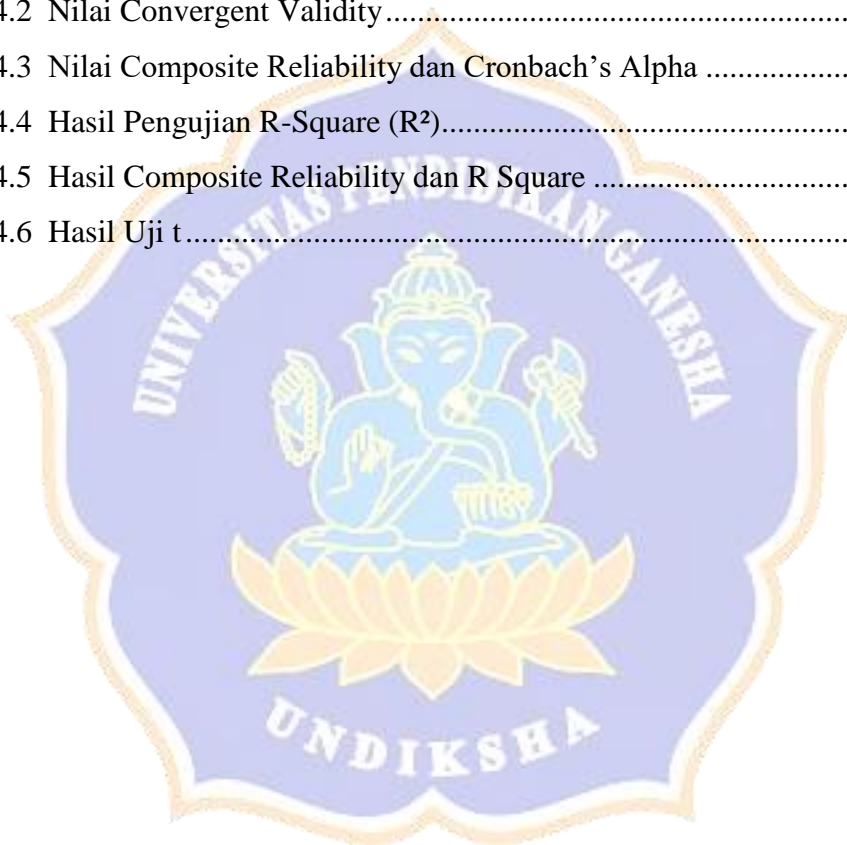 4.2 Nilai Convergent Validity................................................
4.3 Nilai Composite Reliability dan Cronbach's Alpha ................
4.4 Hasil Pengujian R-Square (R²)..........................................
4.5 Hasil Composite Reliability dan R Square ...........................
4.6 Hasil Uji t......................................................................
UNIVERSITAS PENDIDIKAN GANESHA
UNDIKSHA